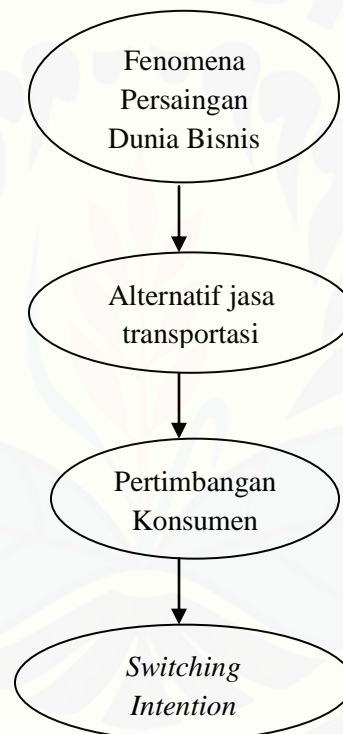 Fenomena
Persaingan
Dunia Bisnis
Alternatif jasa
transportasi
Pertimbangan
Konsumen
Switching
Intention